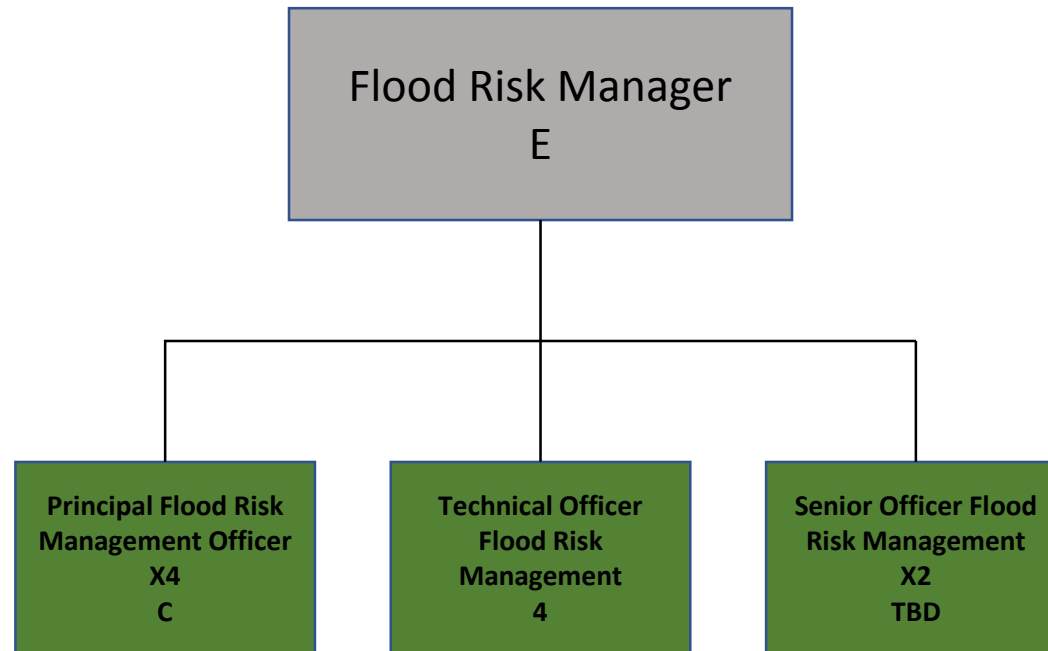 Flood Risk Manager
E
Principal Flood Risk
Management Officer
X4
C
Technical Officer
Flood Risk
Management
4
Senior Officer Flood
Risk Management
X2
TBD